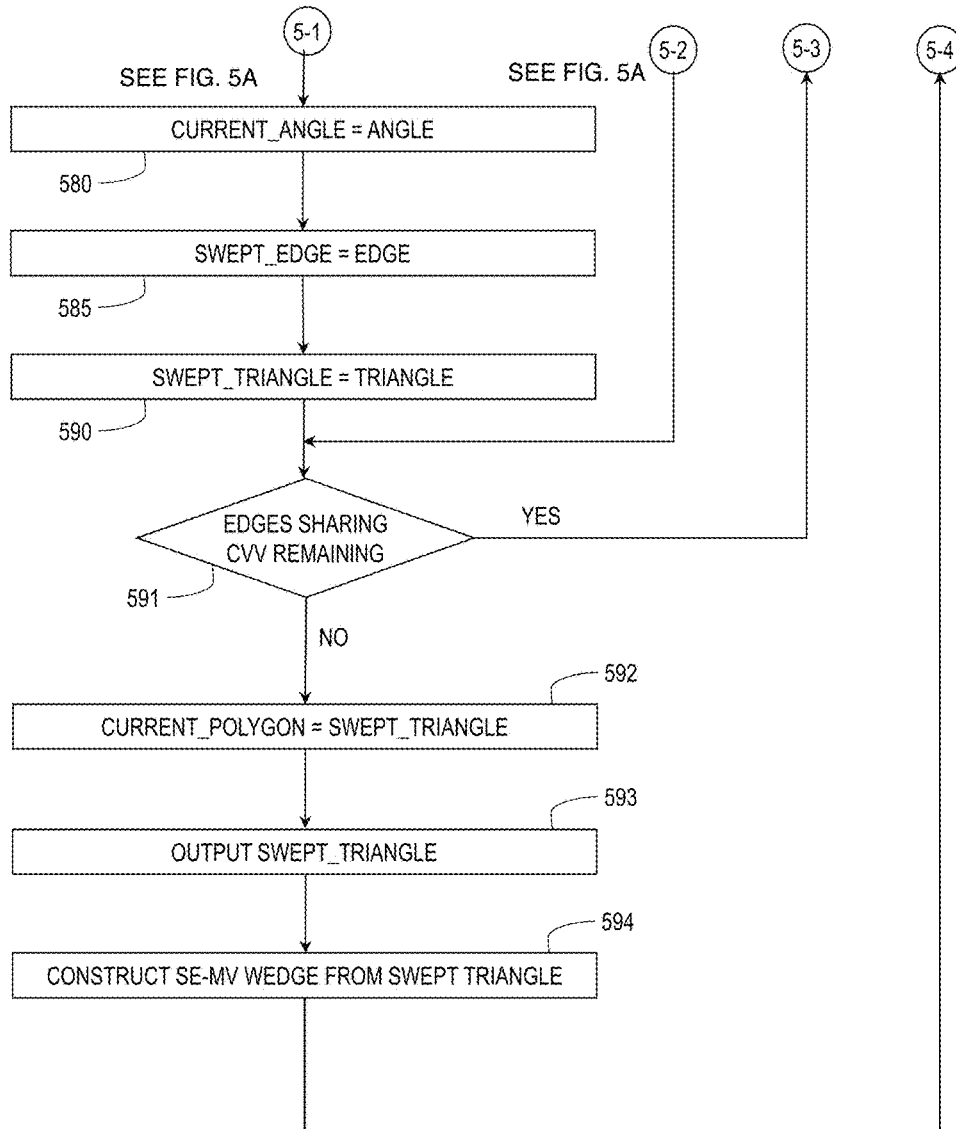 5-1
5-2
5-3
5-4
SEE FIG. 5A
SEE FIG. 5A
CURRENT_ANGLE = ANGLE
580
SWEPT_EDGE = EDGE
585
SWEPT_TRIANGLE = TRIANGLE
590
EDGES SHARING
CVV REMAINING
YES
591
NO
592
CURRENT_POLYGON = SWEPT_TRIANGLE
593
OUTPUT SWEPT_TRIANGLE
594
CONSTRUCT SE-MV WEDGE FROM SWEPT TRIANGLE